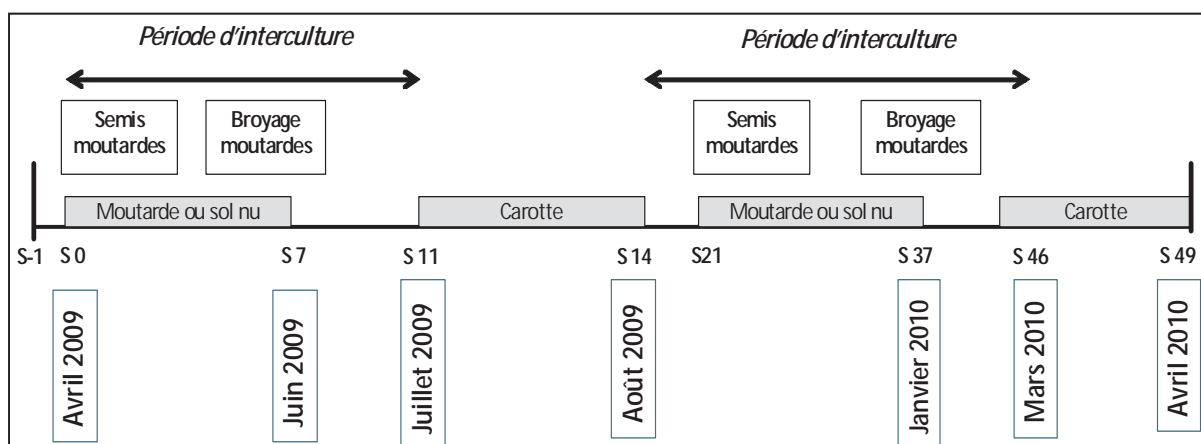 Période d'interculture
Période d'interculture
Semis
moutardes
Broyage
moutardes
Semis
moutardes
Broyage
moutardes
Moutarde ou sol nu
Carotte
Moutarde ou sol nu
Carotte
S-1 S 0 S 7 S 11 S 14 S21 S 37 S 46 S 49
Avril 2009
Juin 2009
Juillet 2009
Août 2009
Janvier 2010
Mars 2010
Avril 2010